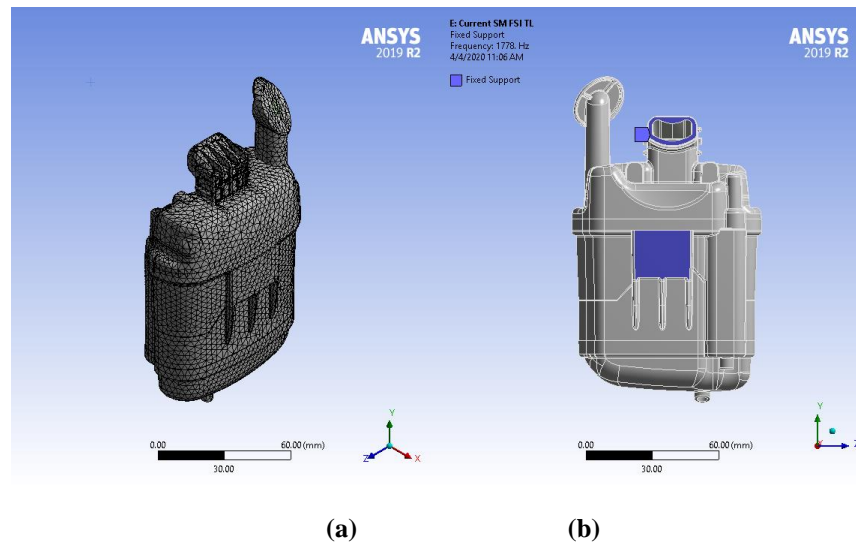 ANSYS
2019 R2
0.00
60.00 (mm)
30.00
Y
Z
X
E: Current SM FSI TL
Fixed Support
Frequency: 1778. Hz
4/4/2020 11:06 AM
Fixed Support
ANSYS
2019 R2
0.00
60.00 (mm)
30.00
Y
X
Z
(a)
(b)